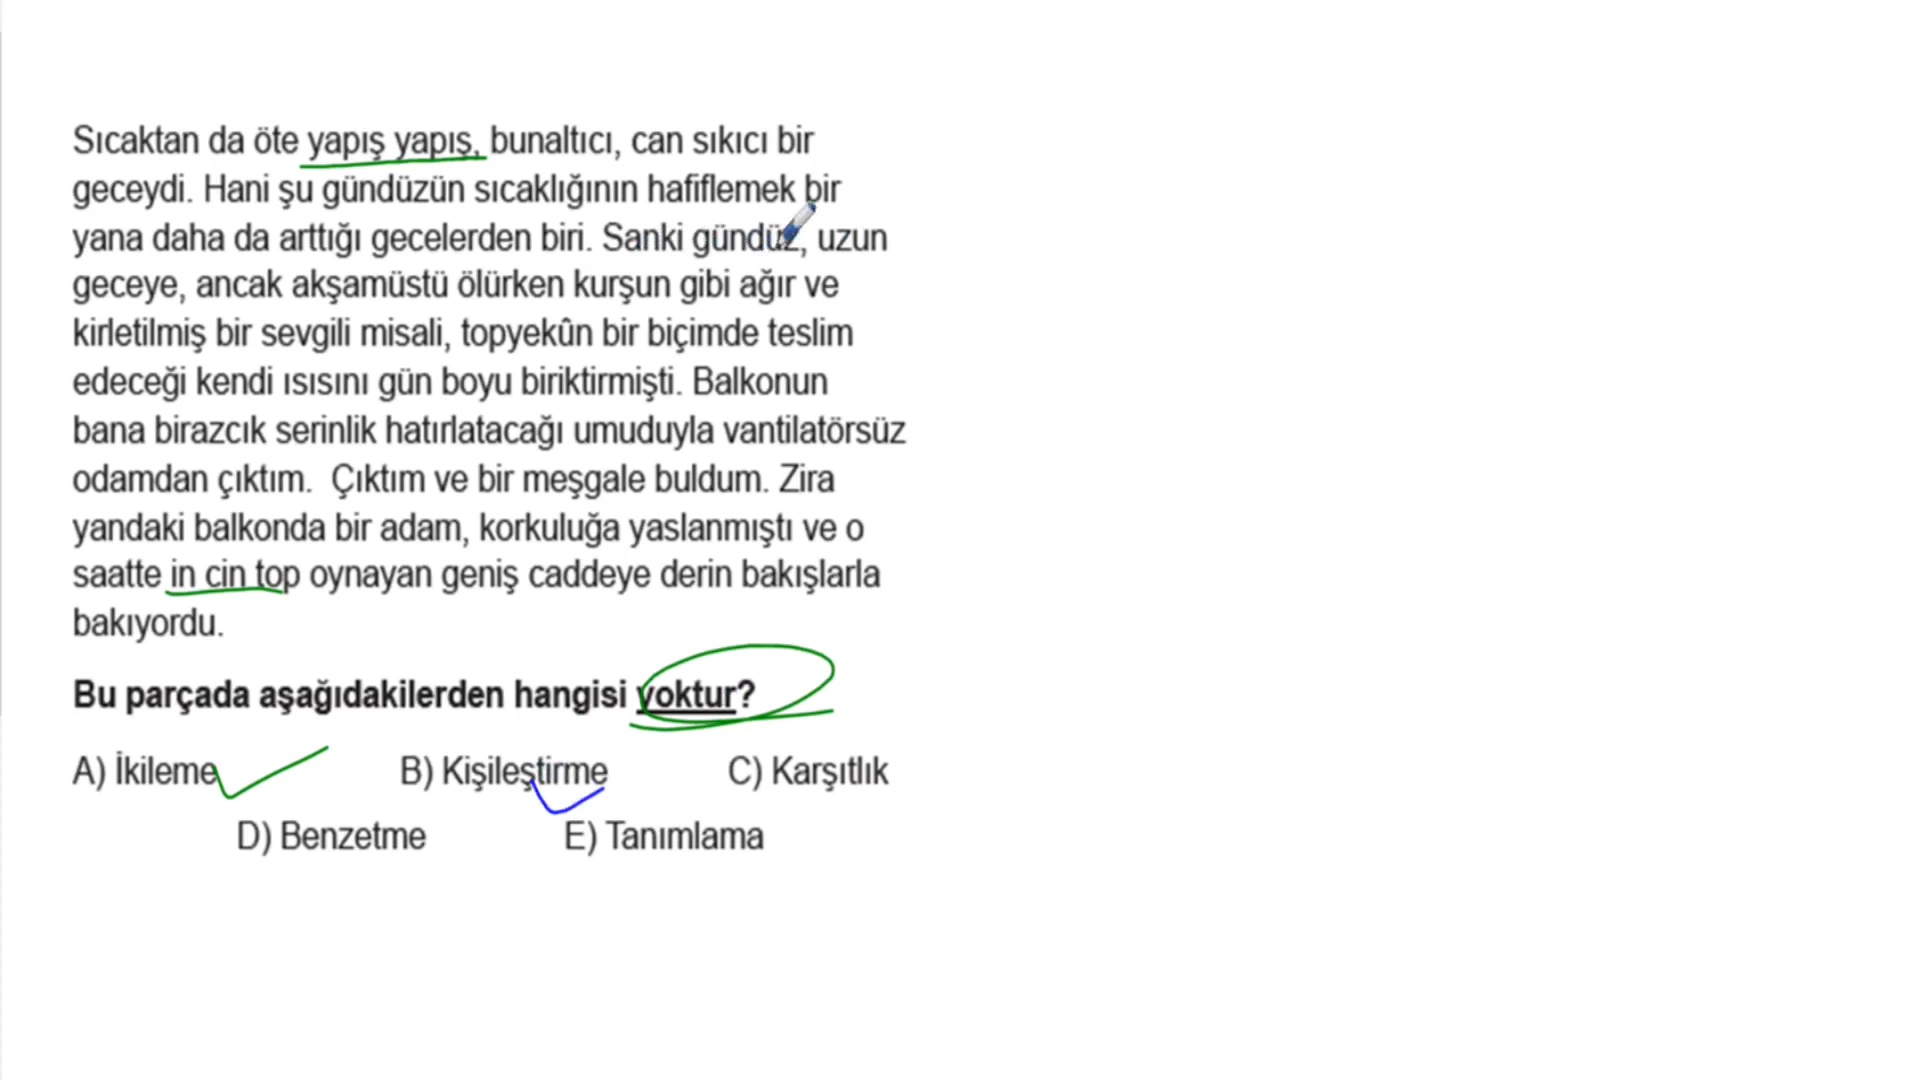 Sıcaktan da öte yapış yapış, bunaltıcı, can sıkıcı bir
geceydi. Hani şu gündüzün sıcaklığının hafiflemek bir
yana daha da arttığı gecelerden biri. Sanki gündüz, uzun
geceye, ancak akşamüstü ölürken kurşun gibi ağır ve
kirletilmiş bir sevgili misali, topyekûn bir biçimde teslim
edeceği kendi ısısını gün boyu biriktirmişti. Balkonun
bana birazcık serinlik hatırlatacağı umuduyla vantilatörsüz
odamdan çıktım. Çıktım ve bir meşgale buldum. Zira
yandaki balkonda bir adam, korkuluğa yaslanmıştı ve o
saatte in cin top oynayan geniş caddeye derin bakışlarla
bakıyordu.
Bu parçada aşağıdakilerden hangisi yoktur?
A) İkileme B) Kişileştirme C) Karşıtlık
D) Benzetme E) Tanımlama